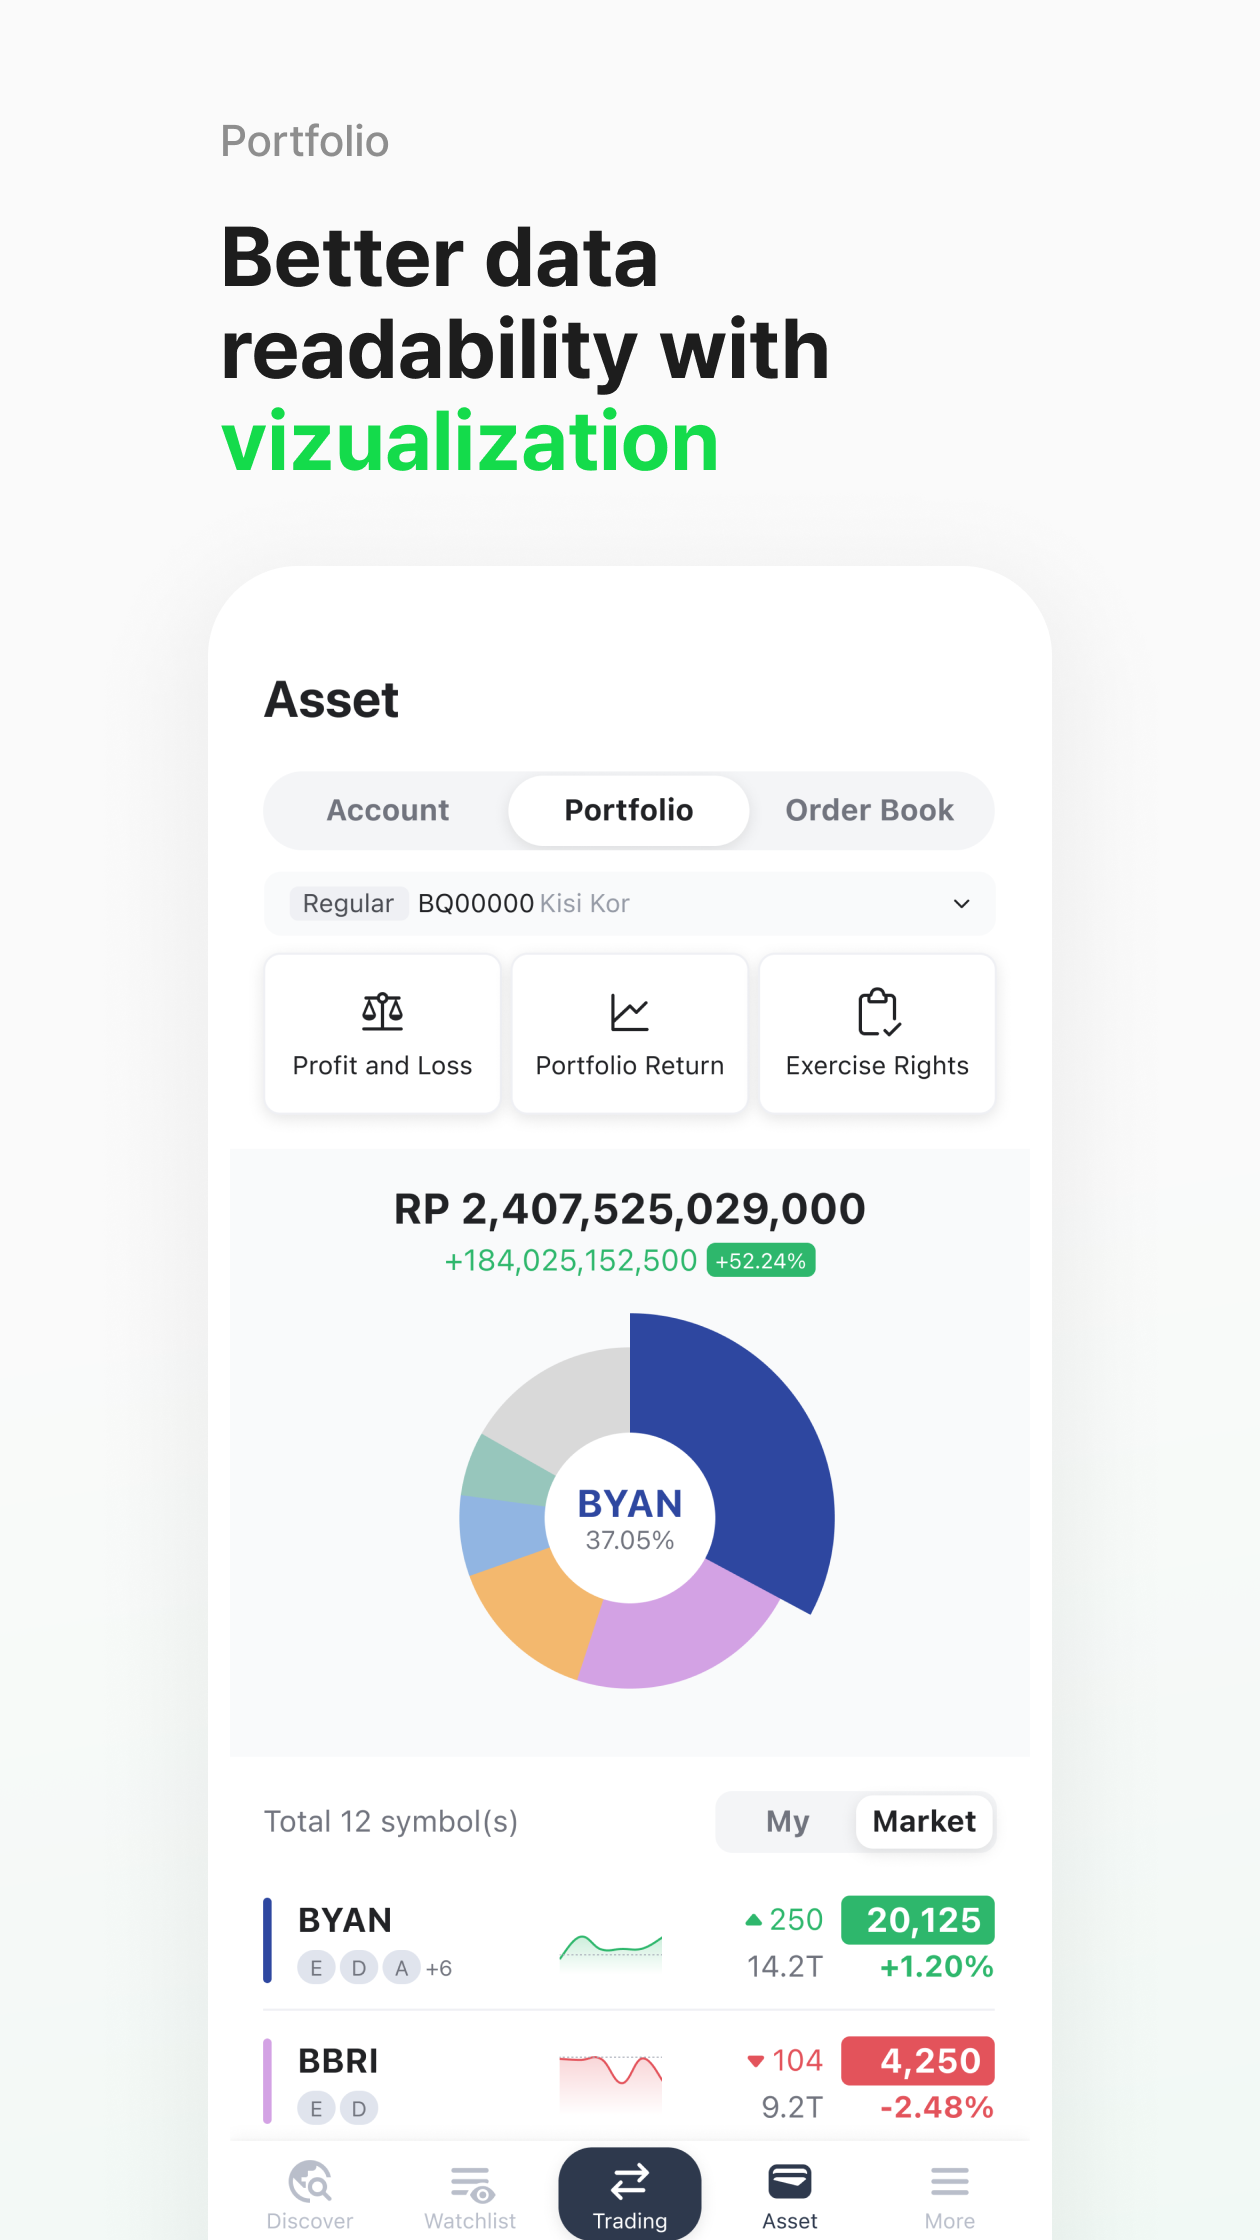 Portfolio
Better data
readability with
vizualization
Asset
Account Portfolio Order Book
Regular BQ00000 Kisi Kor
Profit and Loss Portfolio Return Exercise Rights
RP 2,407,525,029,000
+184,025,152,500 +52.24%
BYAN
37.05%
Total 12 symbol(s) My Market
BYAN 250 20,125
E D A +6 14.2T +1.20%
BBRI 104 4,250
E D 9.2T -2.48%
Discover Watchlist Trading Asset More